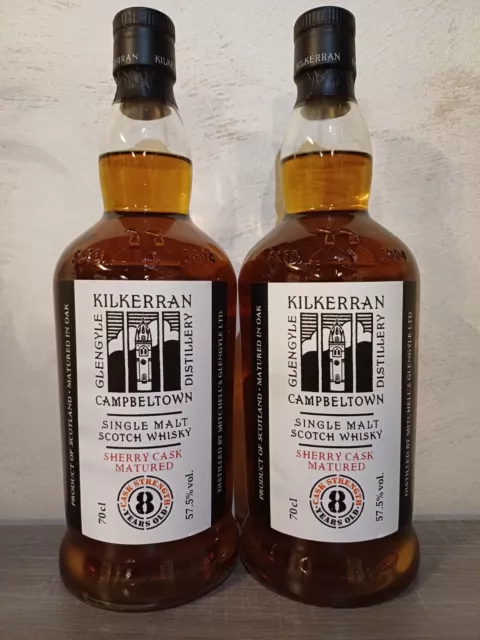 KILKERRAN
KILKERRAN
GLENGYLE
DISTILLERY
CAMPBELTOWN
SINGLE MALT
SCOTCH WHISKY
SHERRY CASK
MATURED
CASK STRENGTH
8
YEARS OLD
70cl
57.5% vol.
PRODUCT OF SCOTLAND • MATURED IN OAK
DISTILLED BY MITCHELL'S GLENGYLE LTD.
KILKERRAN
KILKERRAN
GLENGYLE
DISTILLERY
CAMPBELTOWN
SINGLE MALT
SCOTCH WHISKY
SHERRY CASK
MATURED
CASK STRENGTH
8
YEARS OLD
70cl
57.5% vol.
PRODUCT OF SCOTLAND • MATURED IN OAK
DISTILLED BY MITCHELL'S GLENGYLE LTD.